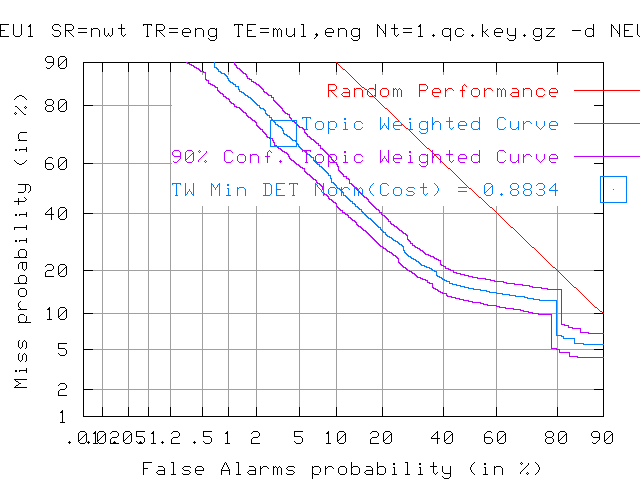 EU1 SR=nwt TR=eng TE=mul,eng Nt=1.qc.key.gz -d NEU
Random Performance
Topic Weighted Curve
90% Conf. Topic Weighted Curve
TW Min DET Norm(Cost) = 0.8834
Miss probability (in %)
90
80
60
40
20
10
5
2
1
.5 1 2 5 10 20 40 60 80 90
False Alarms probability (in %)